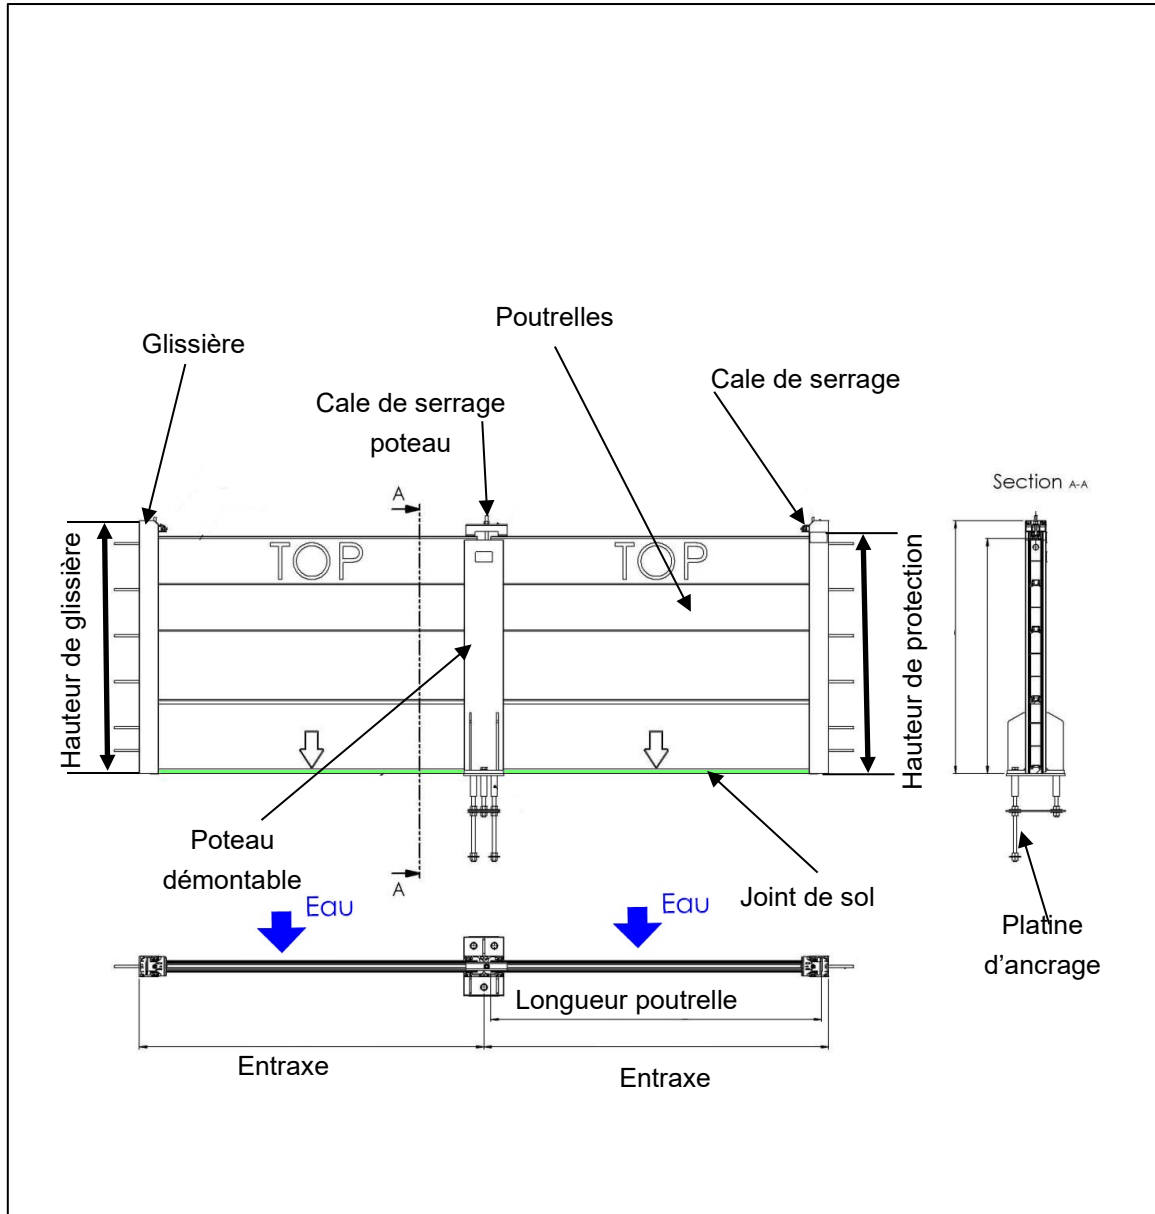 Poutrelles
Glissière
Cale de serrage
Cale de serrage
poteau
Section A-A
A
TOP
TOP
Hauteur de glissière
Hauteur de protection
Poteau
démontable
A
Joint de sol
Eau
Eau
Platine
d’ancrage
Longueur poutrelle
Entraxe
Entraxe